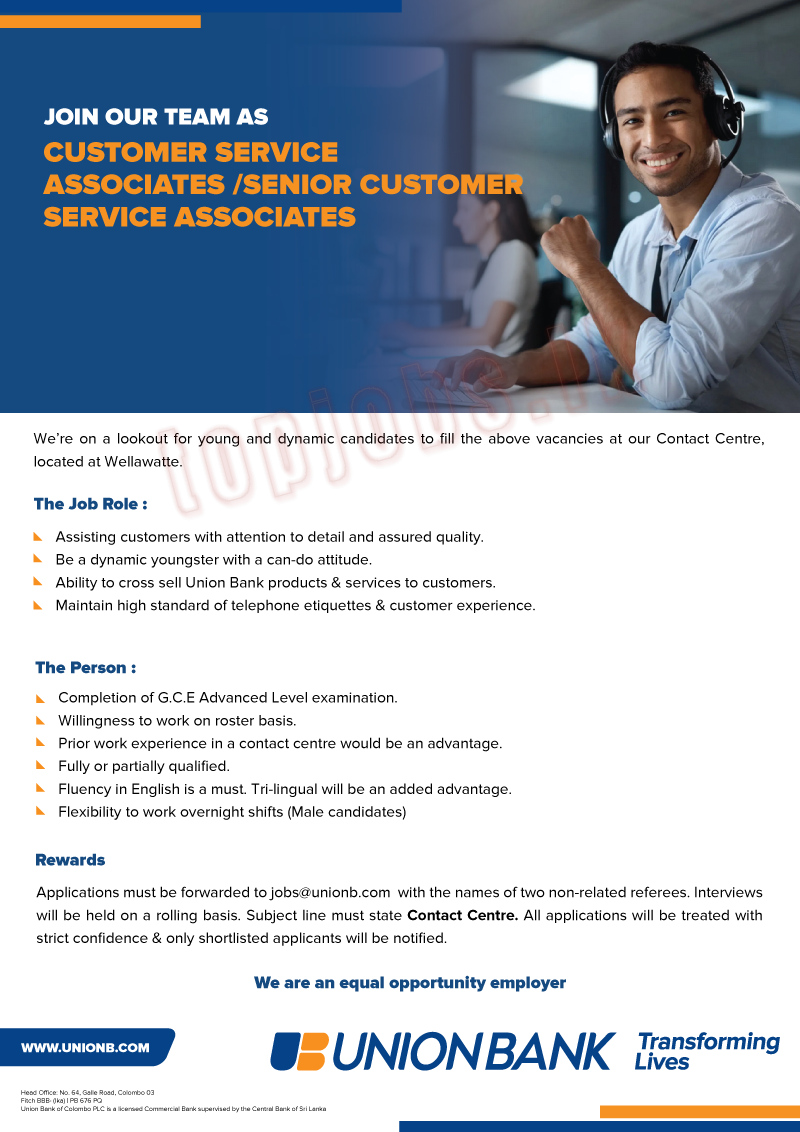 JOIN OUR TEAM AS
CUSTOMER SERVICE
ASSOCIATES /SENIOR CUSTOMER
SERVICE ASSOCIATES
We're on a lookout for young and dynamic candidates to fill the above vacancies at our Contact Centre,
located at Wellawatte.
topjobs.l
The Job Role :
Assisting customers with attention to detail and assured quality.
Be a dynamic youngster with a can-do attitude.
Ability to cross sell Union Bank products & services to customers.
Maintain high standard of telephone etiquettes & customer experience.
The Person :
Completion of G.C.E Advanced Level examination.
Willingness to work on roster basis.
Prior work experience in a contact centre would be an advantage.
Fully or partially qualified.
Fluency in English is a must. Tri-lingual will be an added advantage.
Flexibility to work overnight shifts (Male candidates)
Rewards
Applications must be forwarded to jobs@unionb.com with the names of two non-related referees. Interviews
will be held on a rolling basis. Subject line must state Contact Centre. All applications will be treated with
strict confidence & only shortlisted applicants will be notified.
We are an equal opportunity employer
WWW.UNIONB.COM
UNION BANK
Transforming
Lives
Head Office: No. 64, Galle Road, Colombo 03
Fitch BBB- (lka) I PB 676 PQ
Union Bank of Colombo PLC is a licensed Commercial Bank supervised by the Central Bank of Sri Lanka